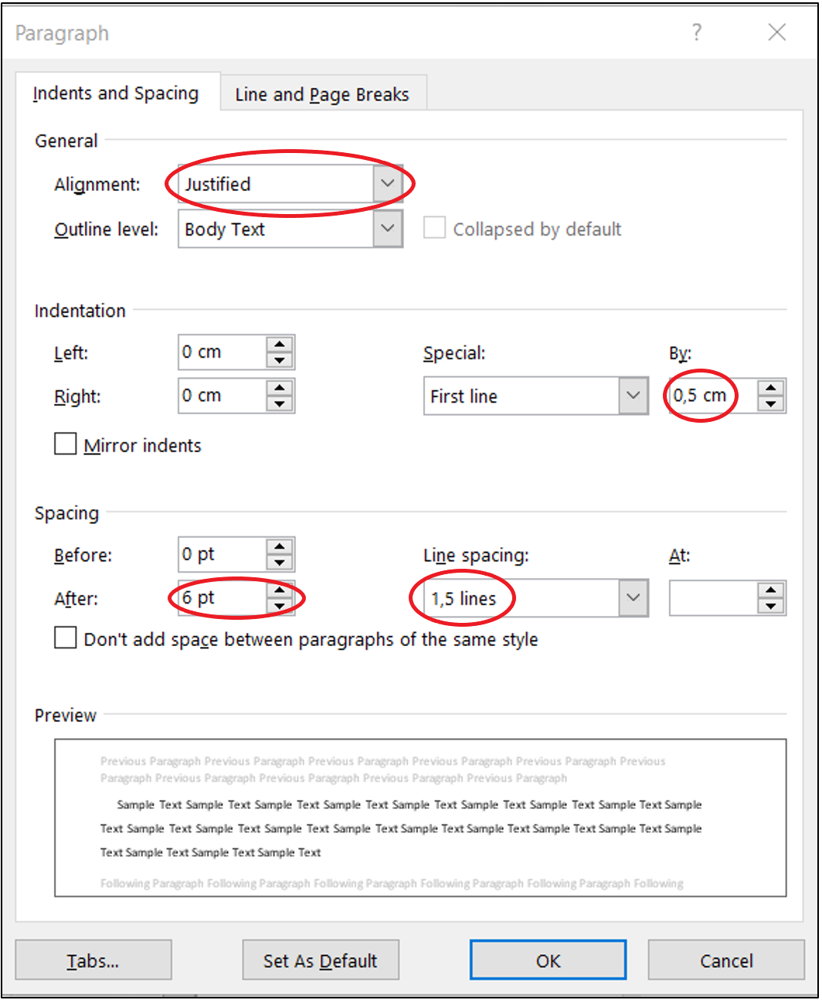 Paragraph ?
Indents and Spacing Line and Page Breaks
General
Alignment: Justified
Outline level: Body Text Collapsed by default
Indentation
Left: 0 cm Special: By:
Right: 0 cm First line 0,5 cm
Mirror indents
Spacing
Before: 0 pt Line spacing: At:
After: 6 pt 1,5 lines
Don't add space between paragraphs of the same style
Preview
Previous Paragraph Previous Paragraph Previous Paragraph Previous Paragraph Previous Paragraph Previous
Paragraph Previous Paragraph Previous Paragraph Previous Paragraph Previous Paragraph
Sample Text Sample Text Sample Text Sample Text Sample Text Sample Text Sample Text Sample Text Sample
Text Sample Text Sample Text Sample Text Sample Text Sample Text Sample Text Sample Text Sample
Text Sample Text Sample Text Sample Text
Following Paragraph Following Paragraph Following Paragraph Following Paragraph Following Paragraph Following
Tabs... Set As Default OK Cancel